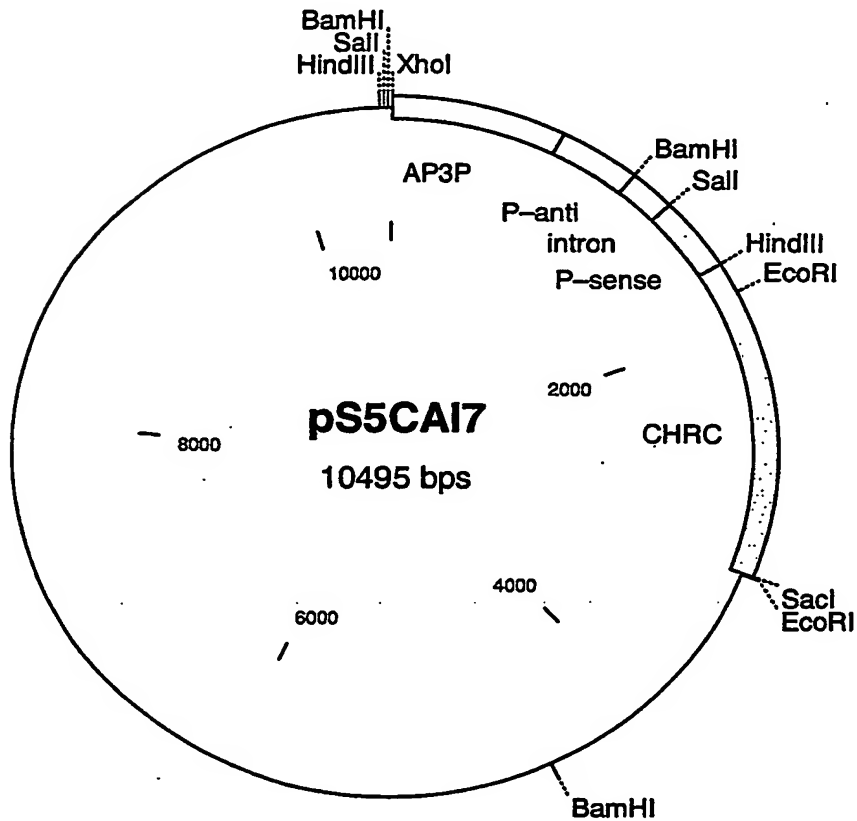 BamHI
SalI
HindIII XhoI
BamHI
SalI
AP3P
P-anti
intron
HindIII
P-sense
EcoRI
10000
2000
pS5CAI7
CHRC
8000
10495 bps
4000
SacI
6000
EcoRI
BamHI